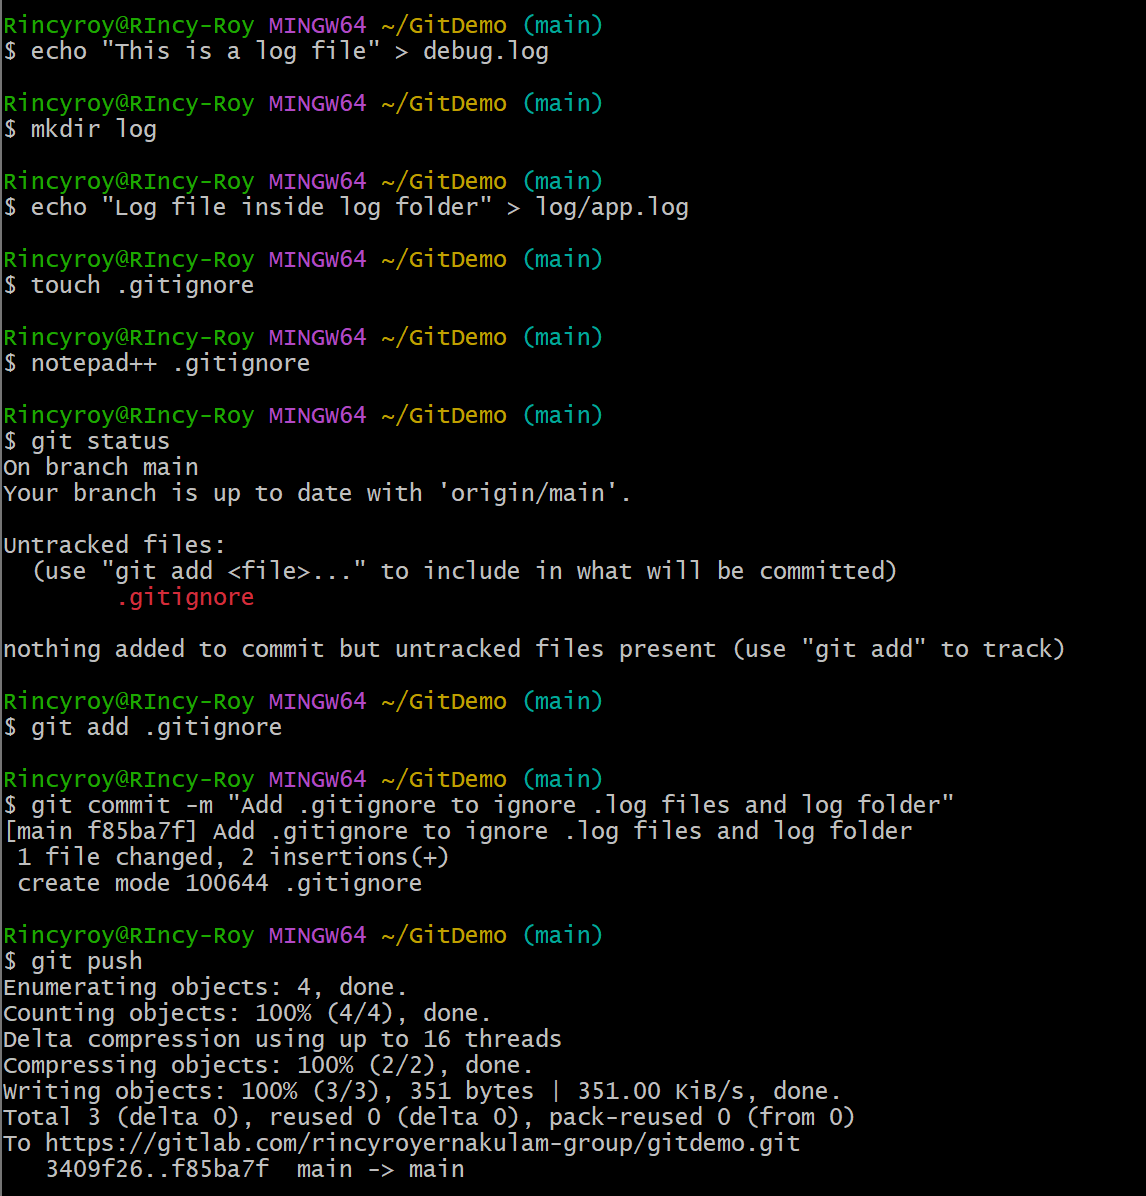 Rincyroy@RIncy-Roy MINGW64 ~/GitDemo (main)
$ echo "This is a log file" > debug.log
Rincyroy@RIncy-Roy MINGW64 ~/GitDemo (main)
$ mkdir log
Rincyroy@RIncy-Roy MINGW64 ~/GitDemo (main)
$ echo "Log file inside log folder" > log/app.log
Rincyroy@RIncy-Roy MINGW64 ~/GitDemo (main)
$ touch .gitignore
Rincyroy@RIncy-Roy MINGW64 ~/GitDemo (main)
$ notepad++ .gitignore
Rincyroy@RIncy-Roy MINGW64 ~/GitDemo (main)
$ git status
On branch main
Your branch is up to date with 'origin/main'.
Untracked files:
  (use "git add <file>..." to include in what will be committed)
        .gitignore
nothing added to commit but untracked files present (use "git add" to track)
Rincyroy@RIncy-Roy MINGW64 ~/GitDemo (main)
$ git add .gitignore
Rincyroy@RIncy-Roy MINGW64 ~/GitDemo (main)
$ git commit -m "Add .gitignore to ignore .log files and log folder"
[main f85ba7f] Add .gitignore to ignore .log files and log folder
 1 file changed, 2 insertions(+)
 create mode 100644 .gitignore
Rincyroy@RIncy-Roy MINGW64 ~/GitDemo (main)
$ git push
Enumerating objects: 4, done.
Counting objects: 100% (4/4), done.
Delta compression using up to 16 threads
Compressing objects: 100% (2/2), done.
Writing objects: 100% (3/3), 351 bytes | 351.00 KiB/s, done.
Total 3 (delta 0), reused 0 (delta 0), pack-reused 0 (from 0)
To https://gitlab.com/rincyroyernakulam-group/gitdemo.git
   3409f26..f85ba7f  main -> main